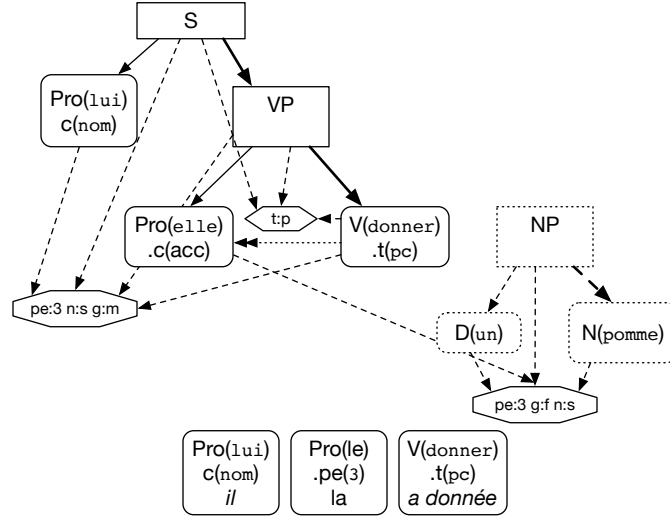 S
Pro(lui)
c(nom)
VP
Pro(elle)
.c(acc)
t:p
V(donner)
.t(pc)
NP
pe:3 n:s g:m
D(un)
N(pomme)
pe:3 g:f n:s
Pro(lui)
c(nom)
il
Pro(le)
.pe(3)
la
V(donner)
.t(pc)
a donnée